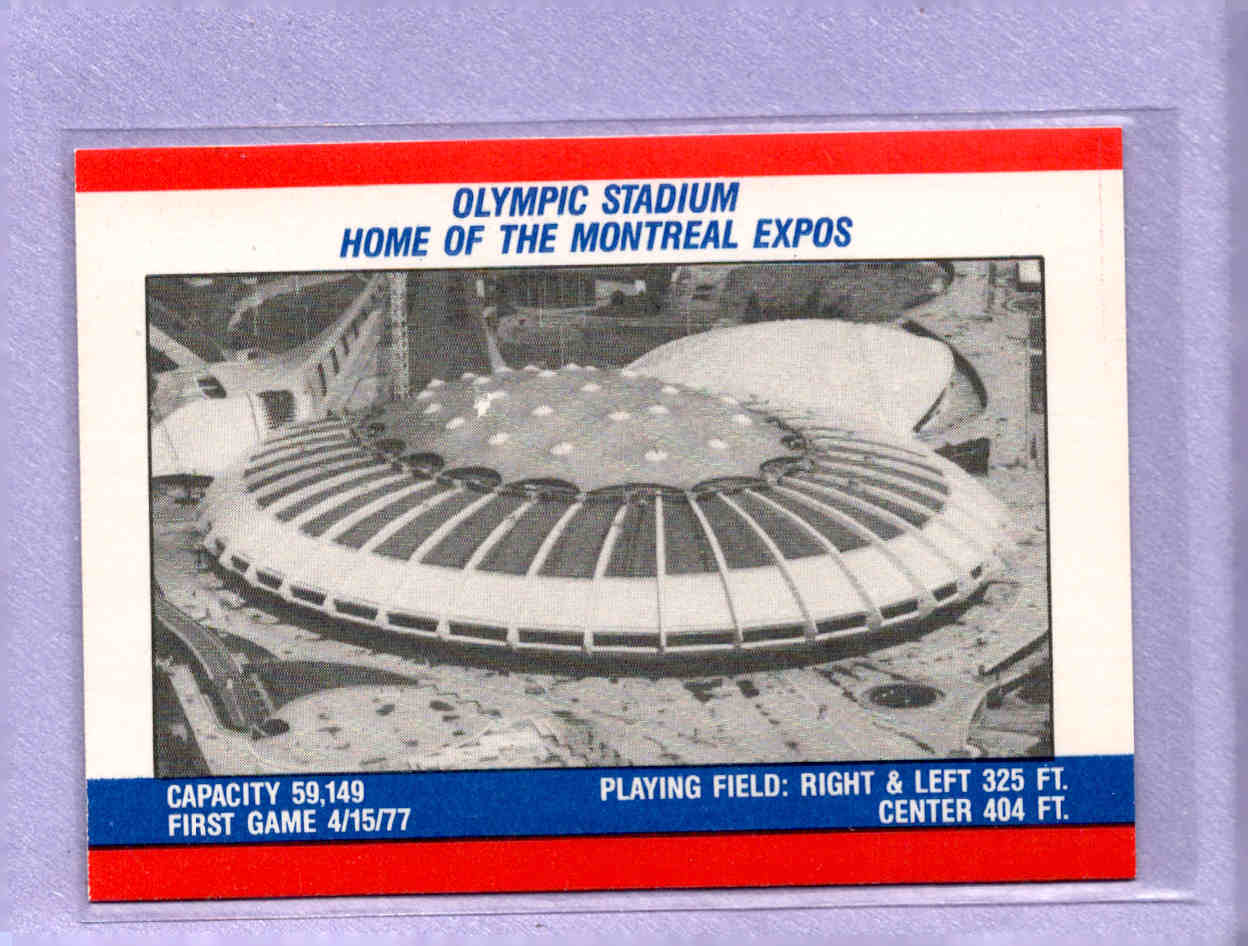 OLYMPIC STADIUM
HOME OF THE MONTREAL EXPOS
CAPACITY 59,149
FIRST GAME 4/15/77
PLAYING FIELD: RIGHT & LEFT 325 FT.
CENTER 404 FT.